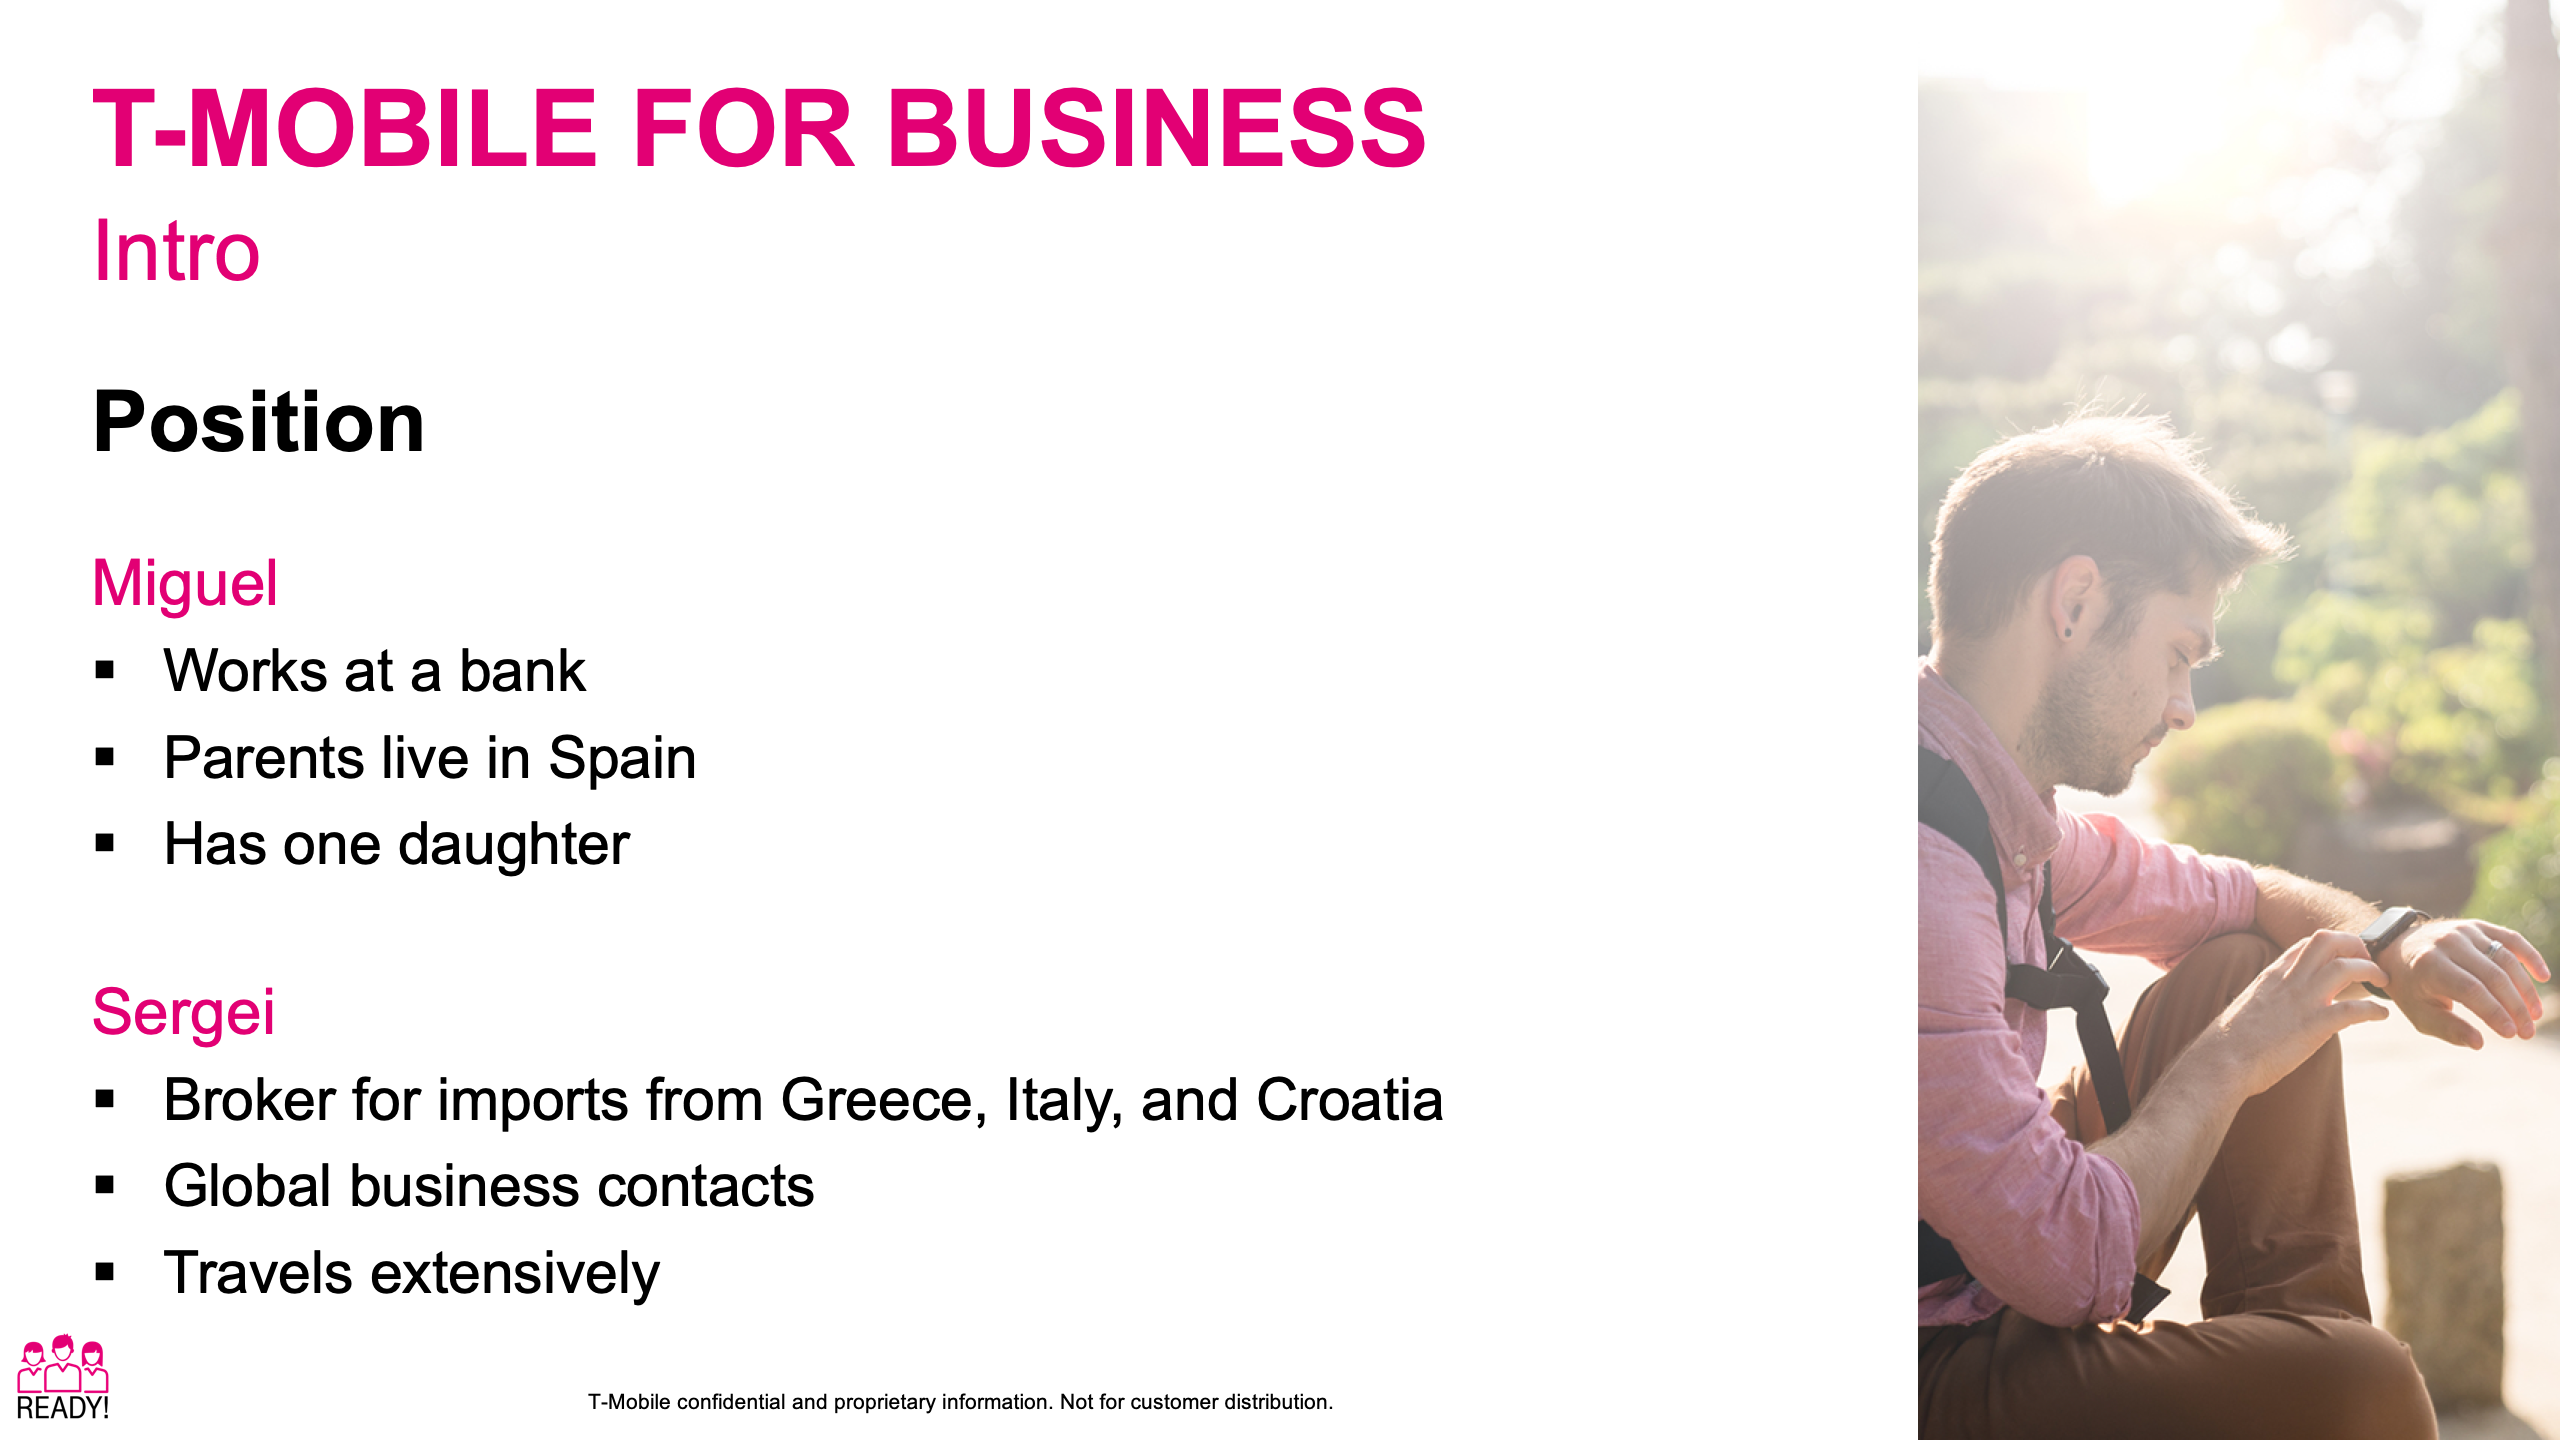 T-MOBILE FOR BUSINESS
Intro
Position
Miguel
▪ Works at a bank
▪ Parents live in Spain
▪ Has one daughter
Sergei
▪ Broker for imports from Greece, Italy, and Croatia
▪ Global business contacts
▪ Travels extensively
READY!
T-Mobile confidential and proprietary information. Not for customer distribution.